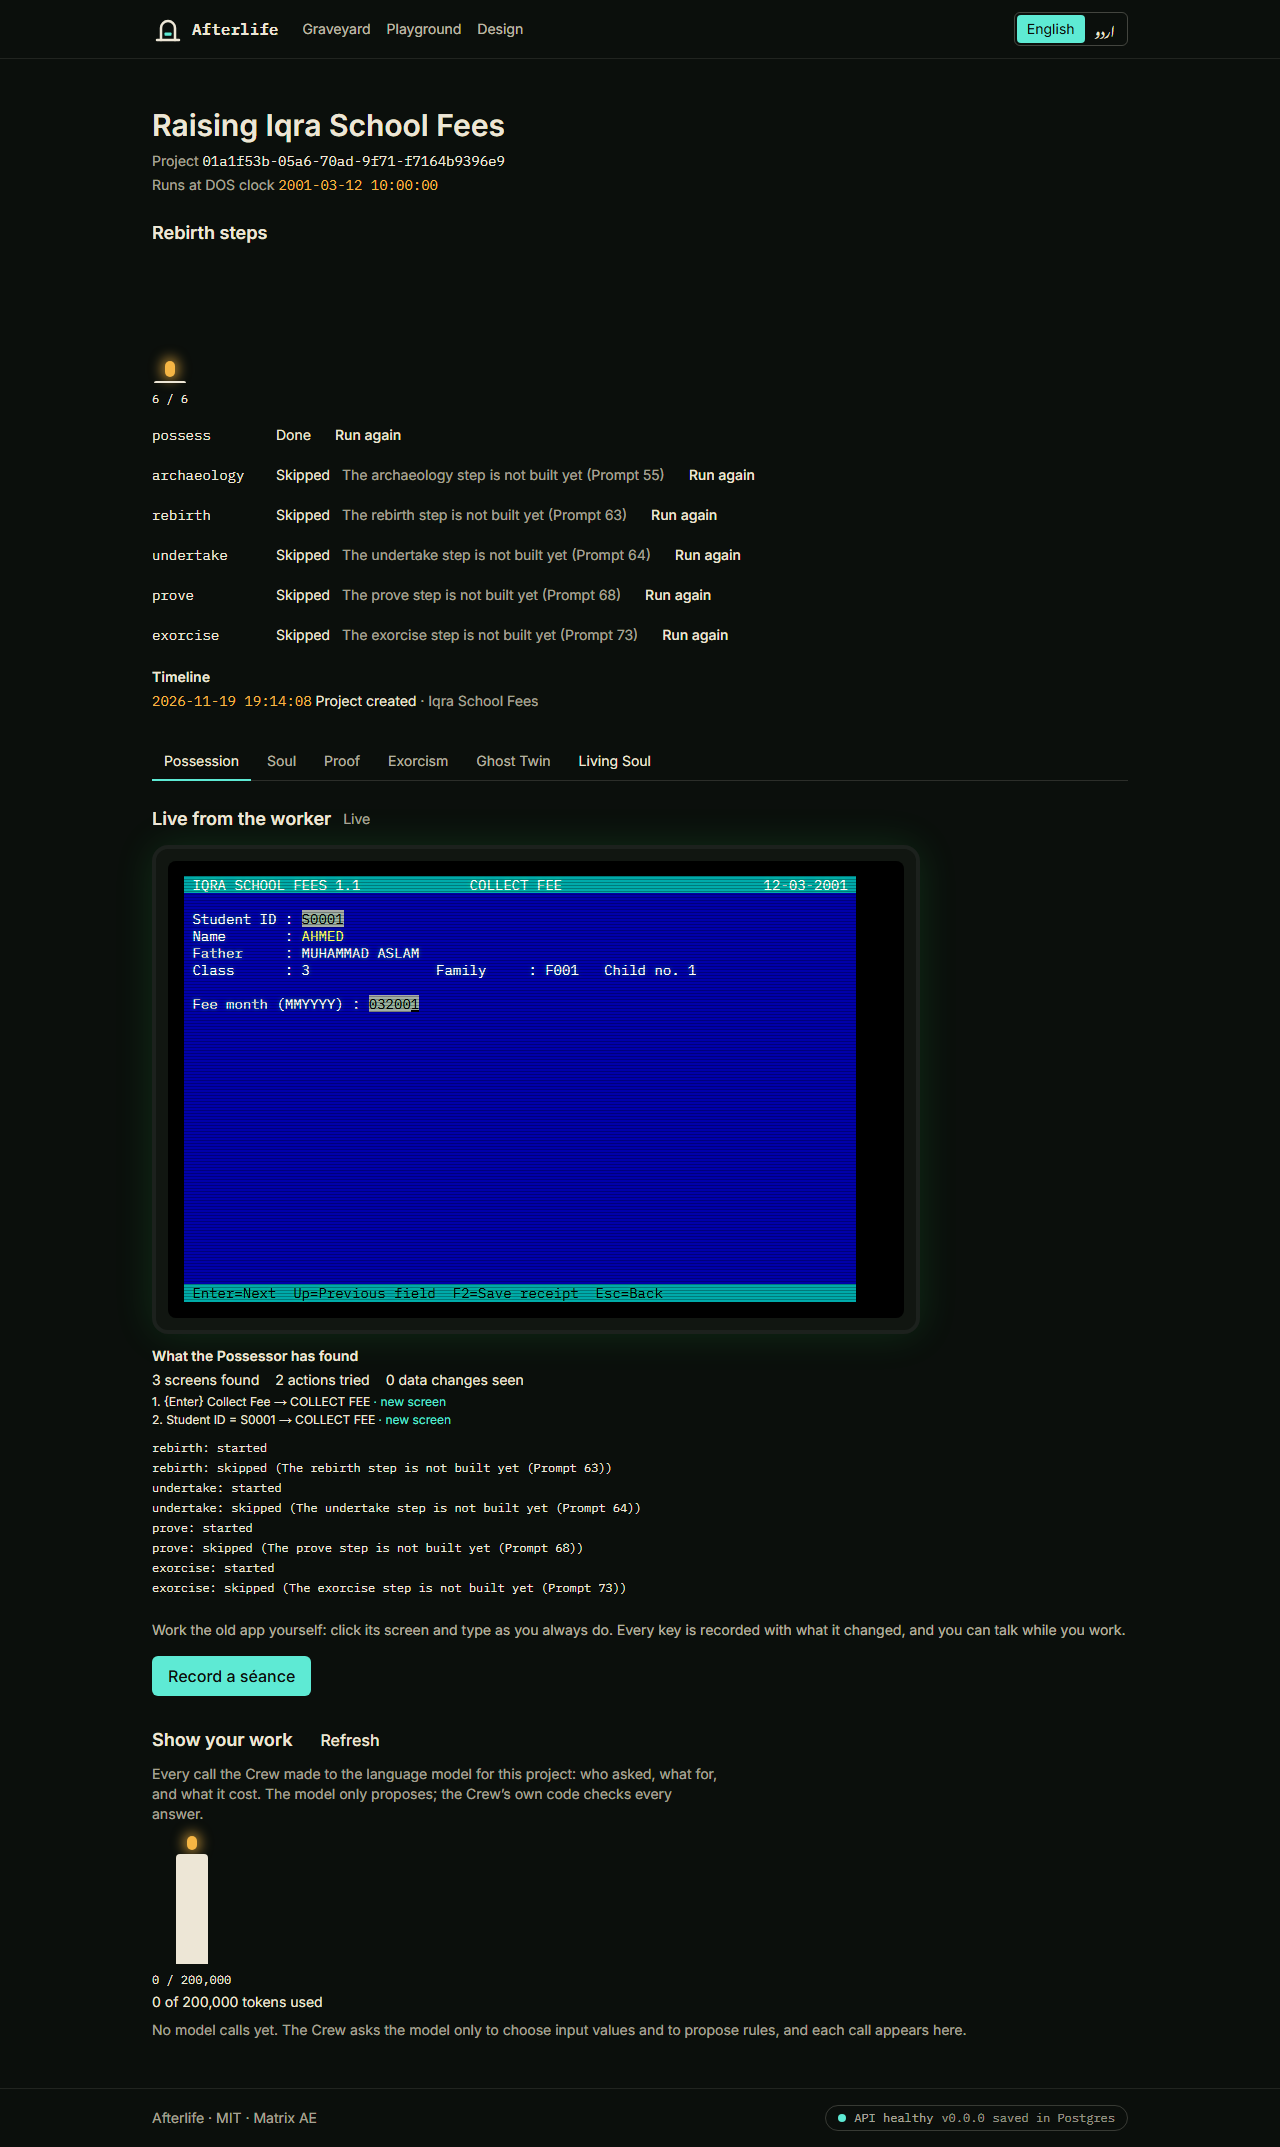 Afterlife Graveyard Playground Design English اردو
Raising Iqra School Fees
Project 01a1f53b-05a6-70ad-9f71-f7164b9396e9
Runs at DOS clock 2001-03-12 10:00:00
Rebirth steps
6 / 6
possess Done Run again
archaeology Skipped The archaeology step is not built yet (Prompt 55) Run again
rebirth Skipped The rebirth step is not built yet (Prompt 63) Run again
undertake Skipped The undertake step is not built yet (Prompt 64) Run again
prove Skipped The prove step is not built yet (Prompt 68) Run again
exorcise Skipped The exorcise step is not built yet (Prompt 73) Run again
Timeline
2026-11-19 19:14:08 Project created · Iqra School Fees
Possession Soul Proof Exorcism Ghost Twin Living Soul
Live from the worker Live
IQRA SCHOOL FEES 1.1 COLLECT FEE 12-03-2001
Student ID : S0001
Name : AHMED
Father : MUHAMMAD ASLAM
Class : 3 Family : F001 Child no. 1
Fee month (MMYYYY) : 032001
Enter=Next Up=Previous field F2=Save receipt Esc=Back
What the Possessor has found
3 screens found 2 actions tried 0 data changes seen
1. {Enter} Collect Fee → COLLECT FEE · new screen
2. Student ID = S0001 → COLLECT FEE · new screen
rebirth: started
rebirth: skipped (The rebirth step is not built yet (Prompt 63))
undertake: started
undertake: skipped (The undertake step is not built yet (Prompt 64))
prove: started
prove: skipped (The prove step is not built yet (Prompt 68))
exorcise: started
exorcise: skipped (The exorcise step is not built yet (Prompt 73))
Work the old app yourself: click its screen and type as you always do. Every key is recorded with what it changed, and you can talk while you work.
Record a séance
Show your work Refresh
Every call the Crew made to the language model for this project: who asked, what for,
and what it cost. The model only proposes; the Crew's own code checks every
answer.
0 / 200,000
0 of 200,000 tokens used
No model calls yet. The Crew asks the model only to choose input values and to propose rules, and each call appears here.
Afterlife · MIT · Matrix AE API healthy v0.0.0 saved in Postgres